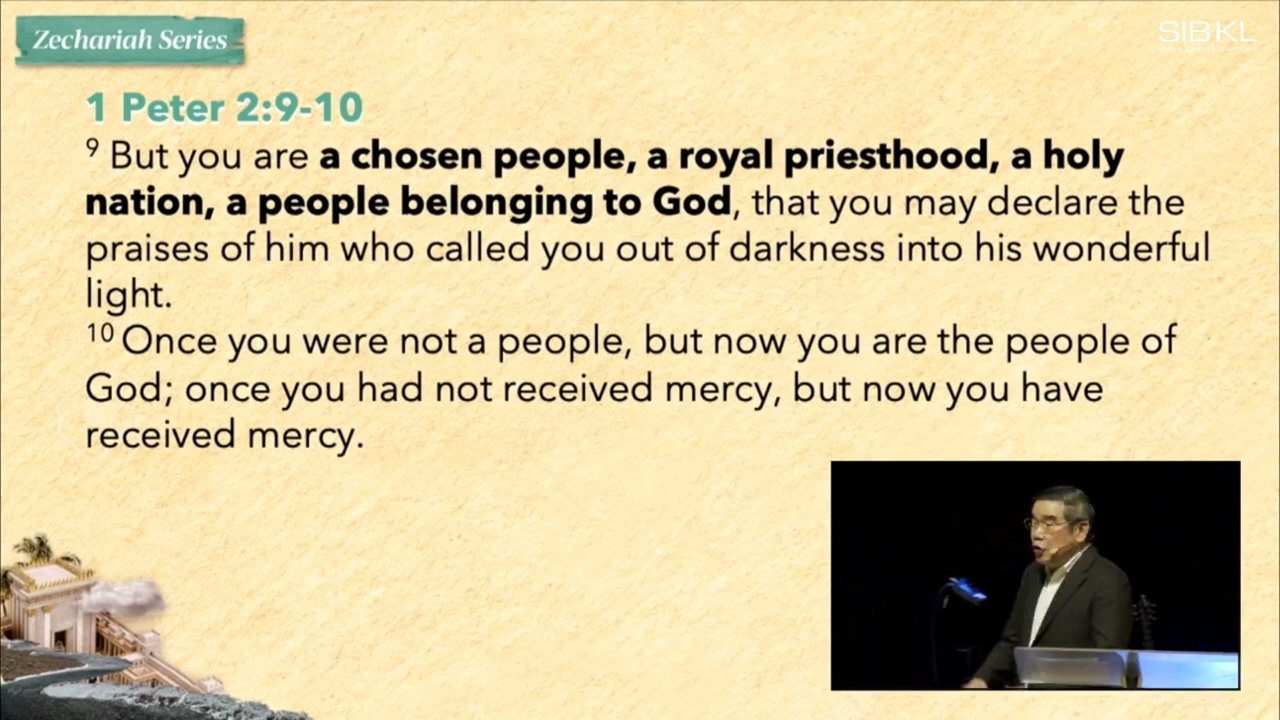 Zechariah Series
SIBKL
1 Peter 2:9-10
9 But you are a chosen people, a royal priesthood, a holy
nation, a people belonging to God, that you may declare the
praises of him who called you out of darkness into his wonderful
light.
10 Once you were not a people, but now you are the people of
God; once you had not received mercy, but now you have
received mercy.